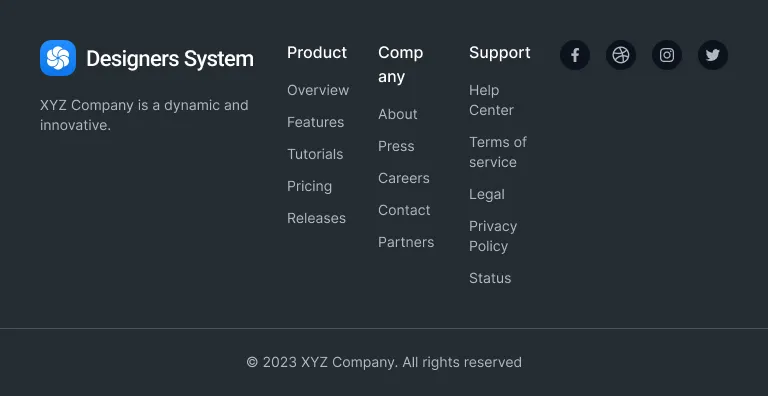 Designers System
XYZ Company is a dynamic and
innovative.
Product
Overview
Features
Tutorials
Pricing
Releases
Comp
any
About
Press
Careers
Contact
Partners
Support
Help
Center
Terms of
service
Legal
Privacy
Policy
Status
© 2023 XYZ Company. All rights reserved